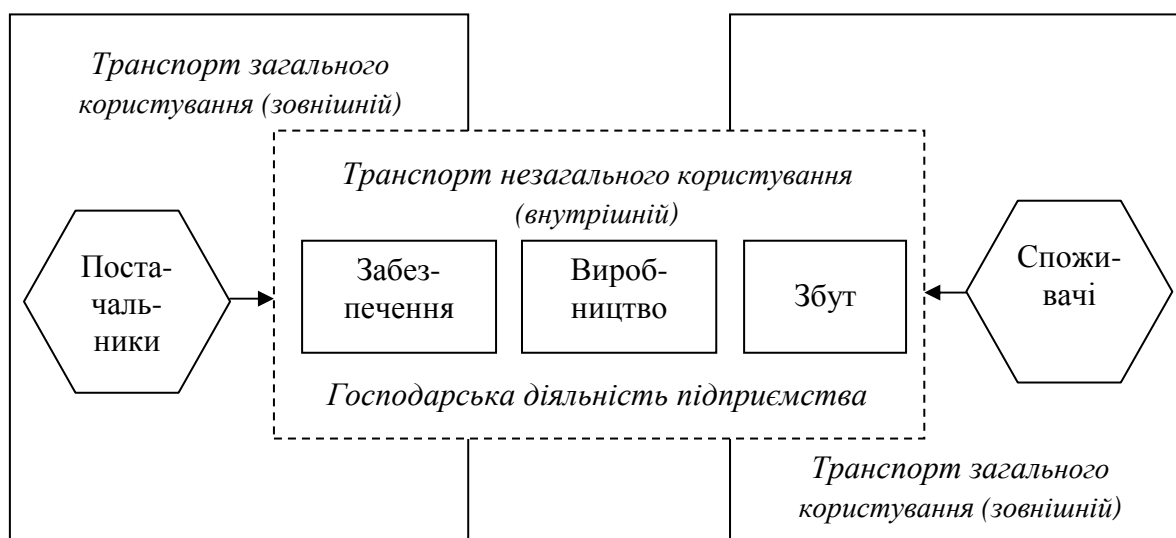 Транспорт загального
користування (зовнішній)
Транспорт незагального користування
(внутрішній)
Поста-
чаль-
ники
Забез-
печення
Вироб-
ництво
Збут
Спожи-
вачі
Господарська діяльність підприємства
Транспорт загального
користування (зовнішній)